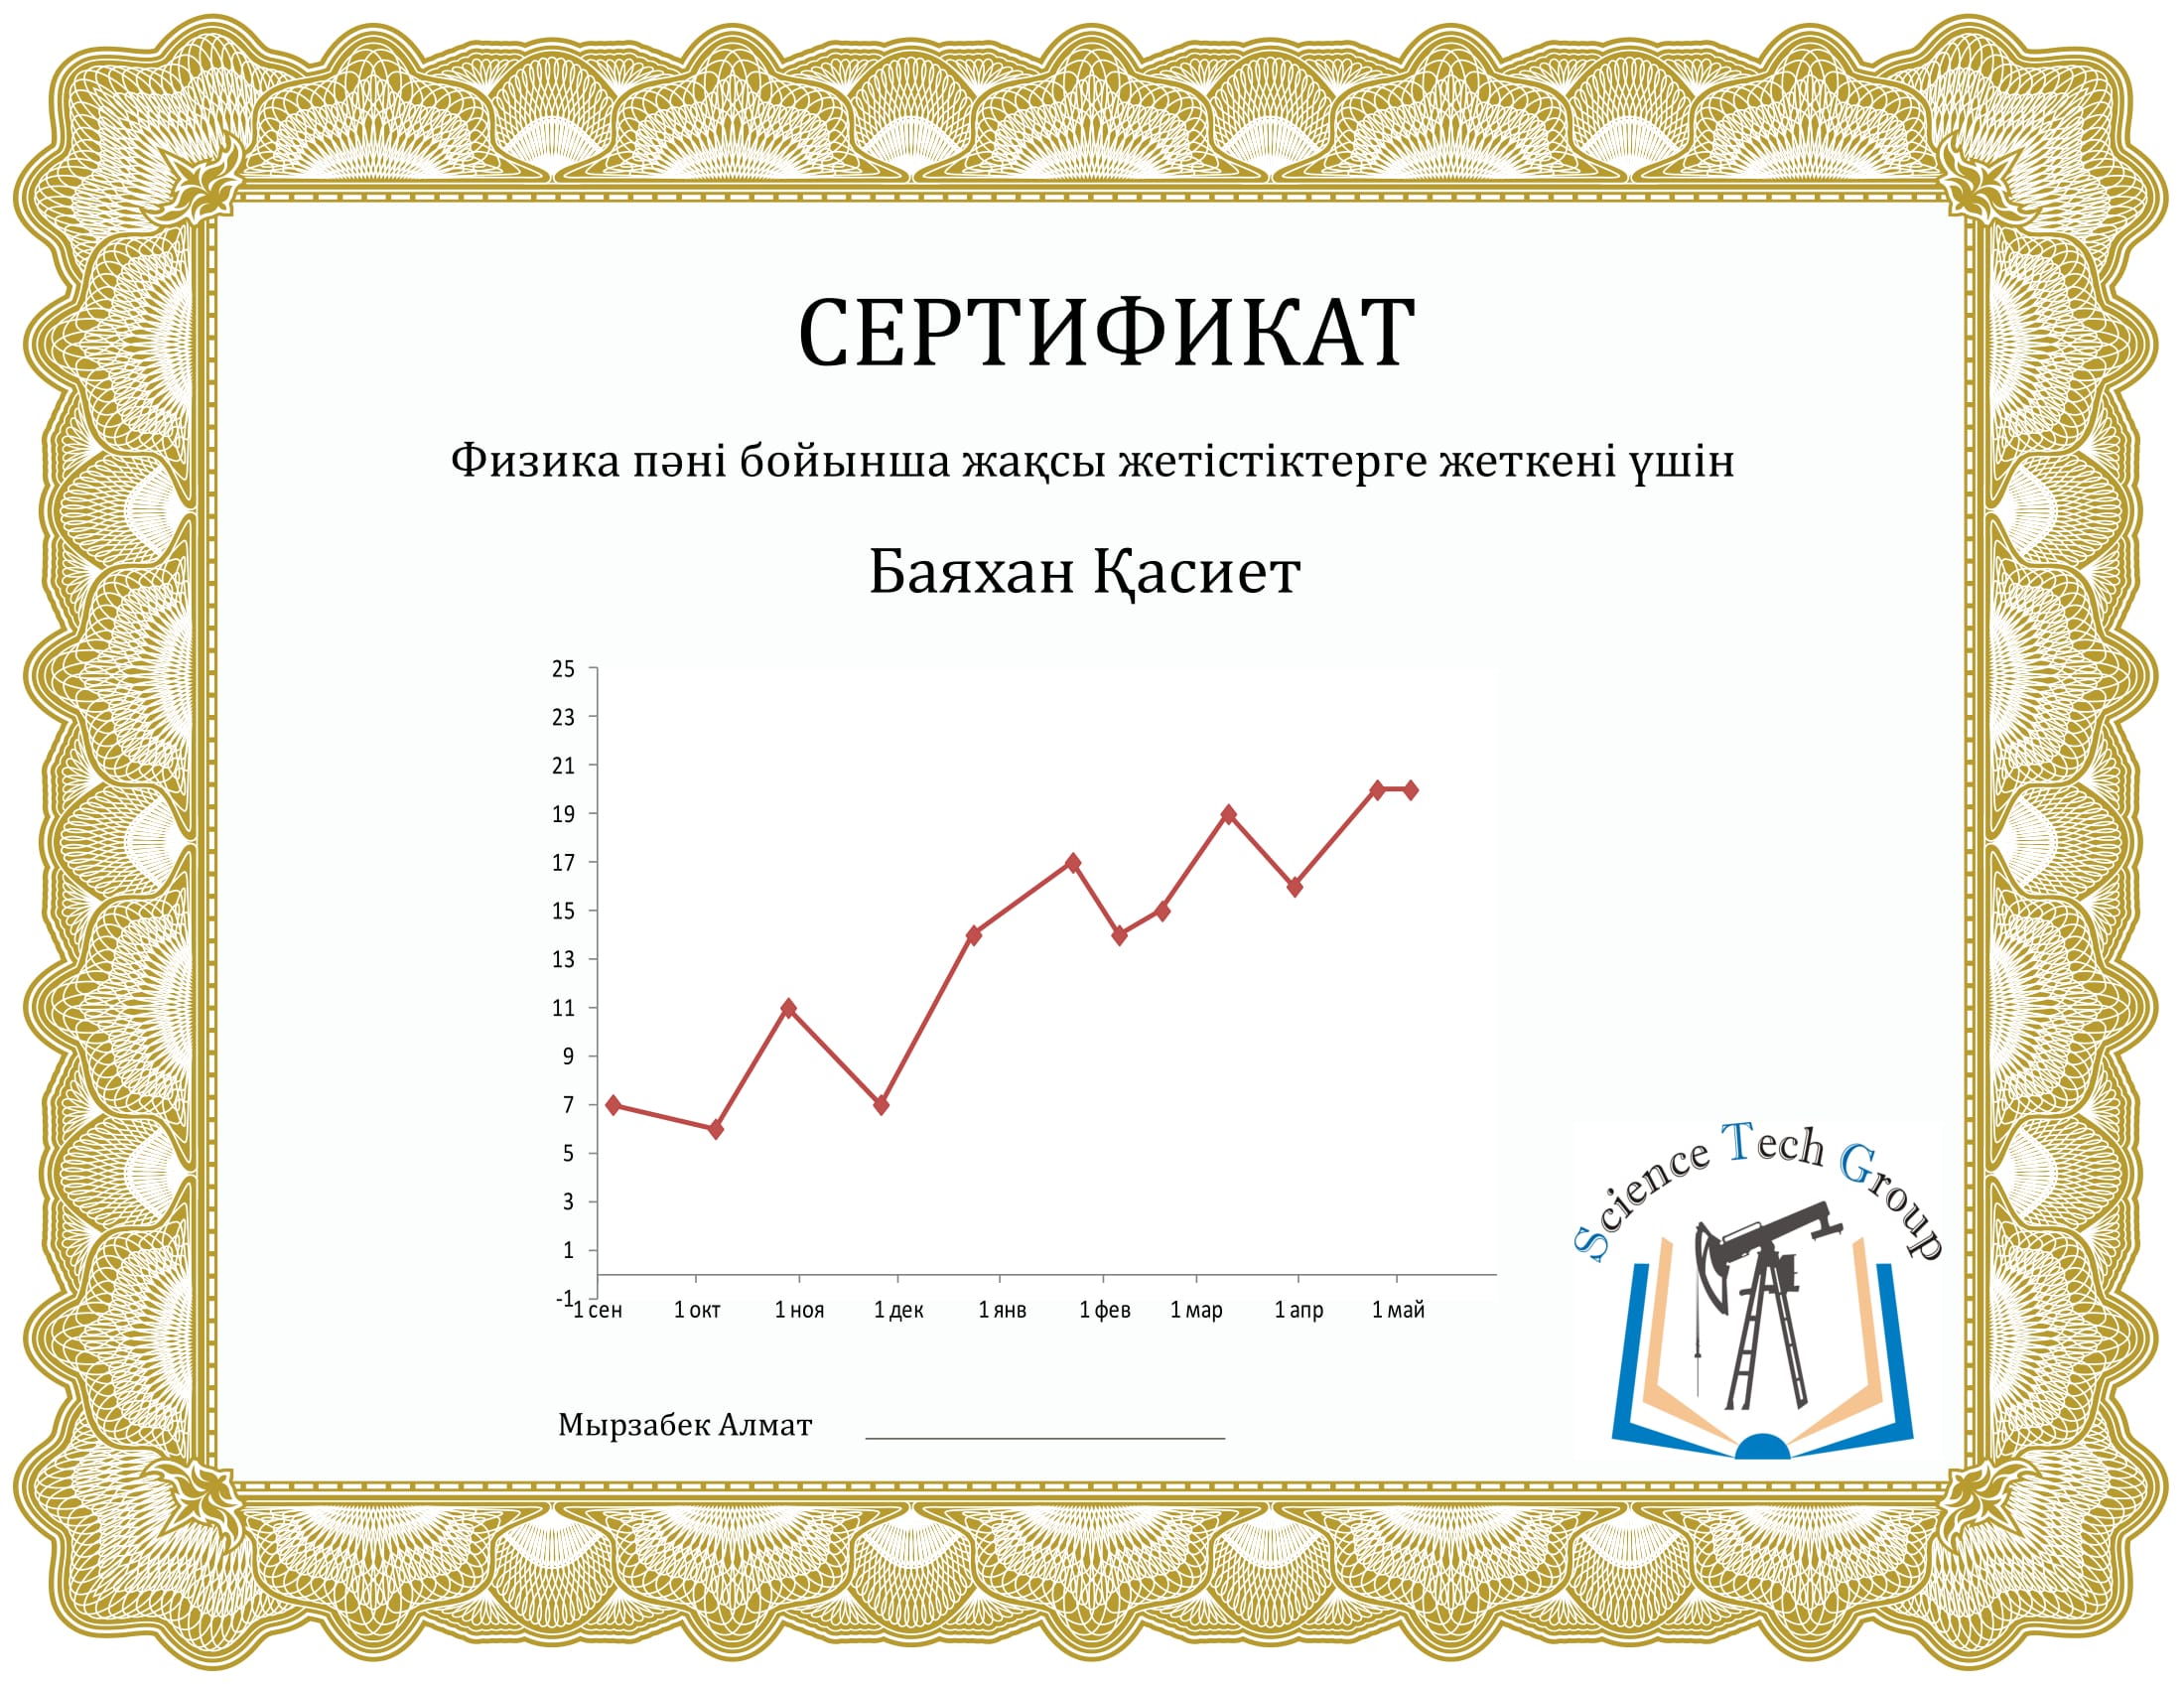 СЕРТИФИКАТ
Физика пәні бойынша жақсы жетістіктерге жеткені үшін
Баяхан Қасиет
25
23
21
19
17
15
13
11
9
7
5
3
1
-1
1 сен 1 окт 1 ноя 1 дек 1 янв 1 фев 1 мар 1 апр 1 май
Science Tech Group
Мырзабек Алмат